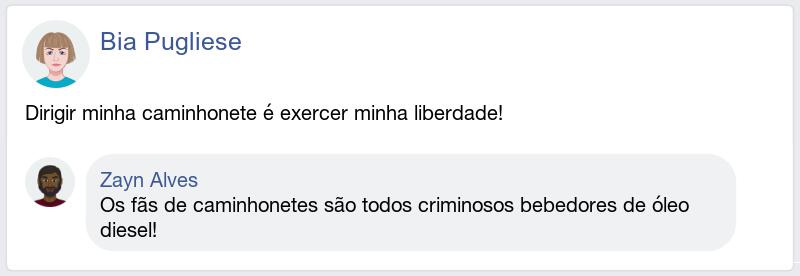 Bia Pugliese
Dirigir minha caminhonete é exercer minha liberdade!
Zayn Alves
Os fãs de caminhonetes são todos criminosos bebedores de óleo
diesel!